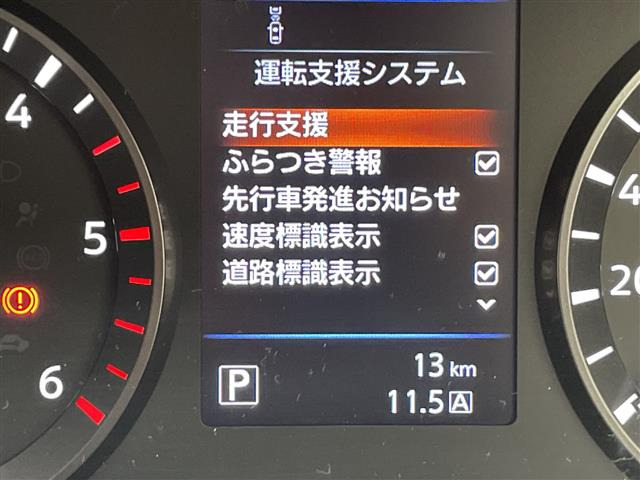 運転支援システム
走行支援
ふらつき警報
先行車発進お知らせ
速度標識表示
道路標識表示
P
13 km
11.5 A
4
5
6
20